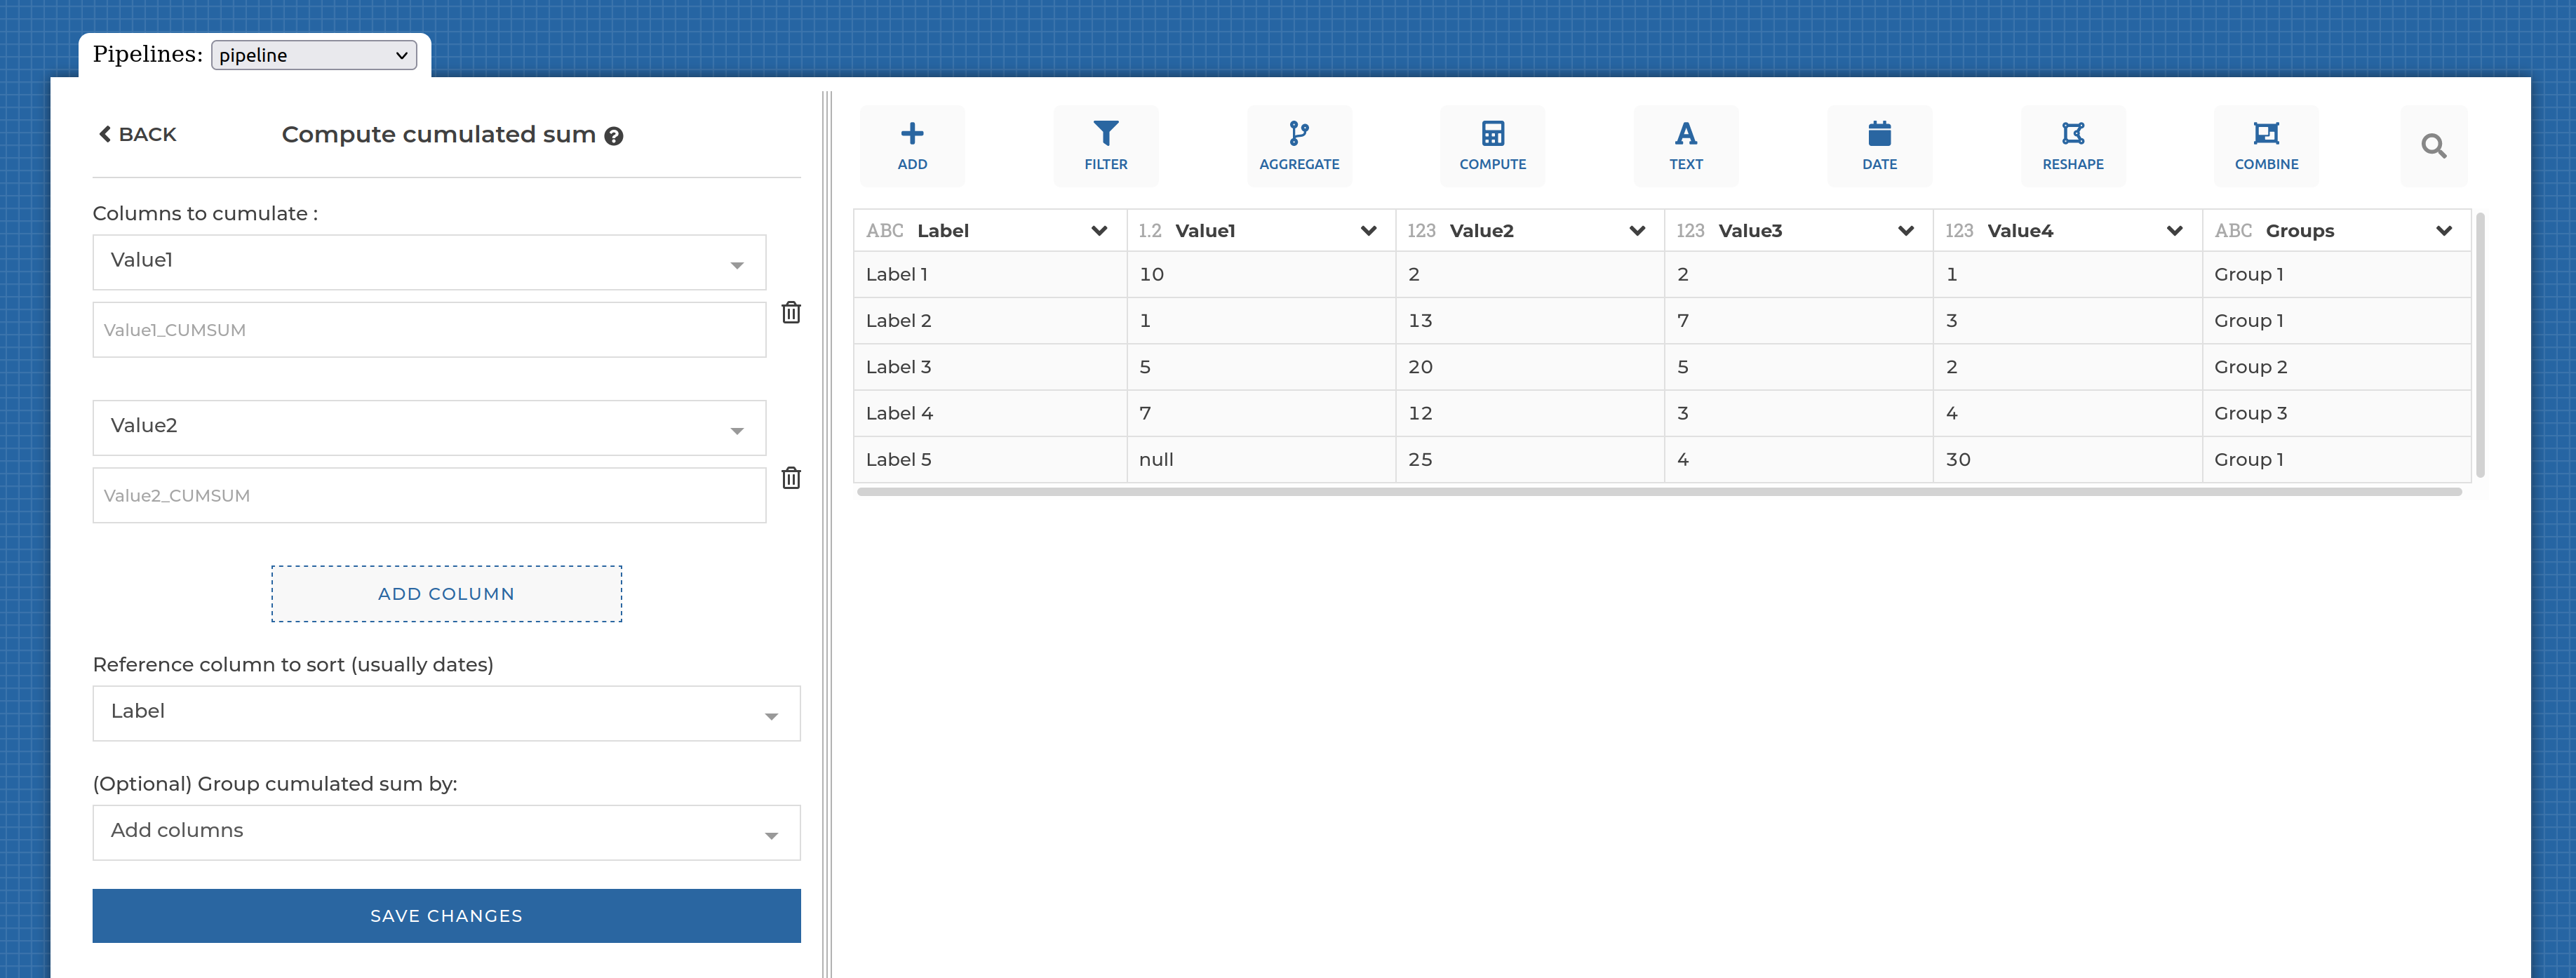 Pipelines: pipeline
BACK
Compute cumulated sum ?
Columns to cumulate :
Value1
Value1_CUMSUM
Value2
Value2_CUMSUM
ADD COLUMN
Reference column to sort (usually dates)
Label
(Optional) Group cumulated sum by:
Add columns
SAVE CHANGES
ADD FILTER AGGREGATE COMPUTE TEXT DATE RESHAPE COMBINE
ABC Label 1.2 Value1 123 Value2 123 Value3 123 Value4 ABC Groups
Label 1 10 2 2 1 Group 1
Label 2 1 13 7 3 Group 1
Label 3 5 20 5 2 Group 2
Label 4 7 12 3 4 Group 3
Label 5 null 25 4 30 Group 1